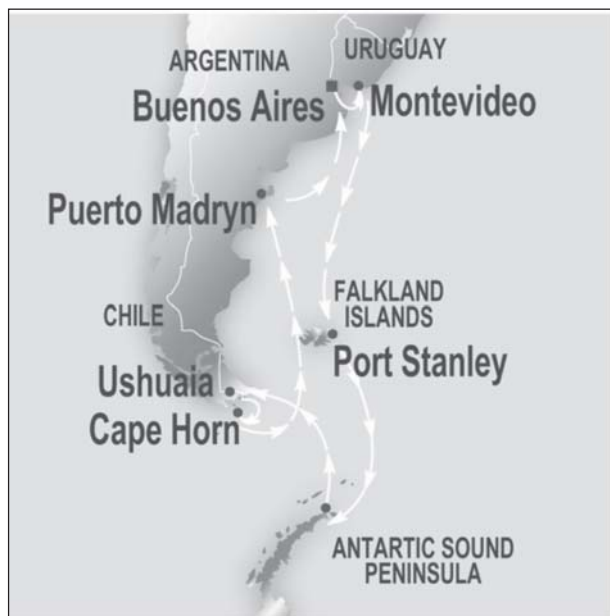 ARGENTINA
URUGUAY
Buenos Aires
Montevideo
Puerto Madryn
FALKLAND
ISLANDS
CHILE
Port Stanley
Ushuaia
Cape Horn
ANTARTIC SOUND
PENINSULA